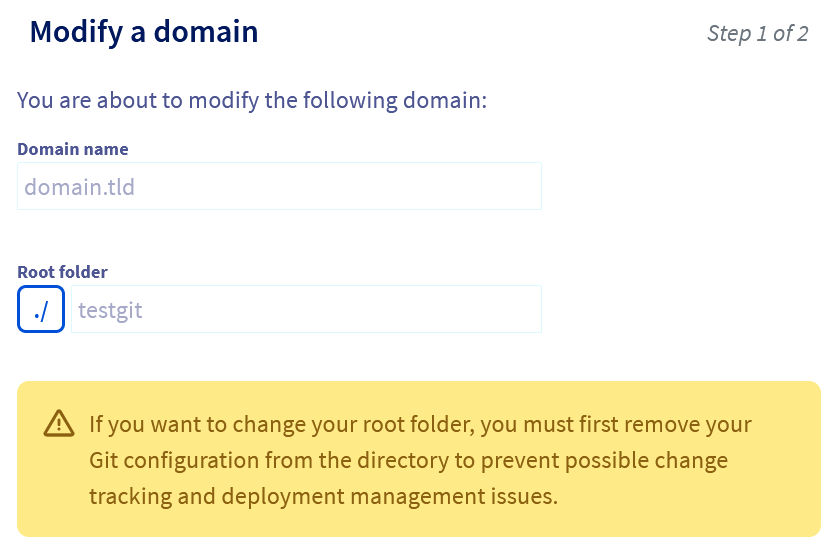 Modify a domain
Step 1 of 2
You are about to modify the following domain:
Domain name
domain.tld
Root folder
./ testgit
If you want to change your root folder, you must first remove your
Git configuration from the directory to prevent possible change
tracking and deployment management issues.